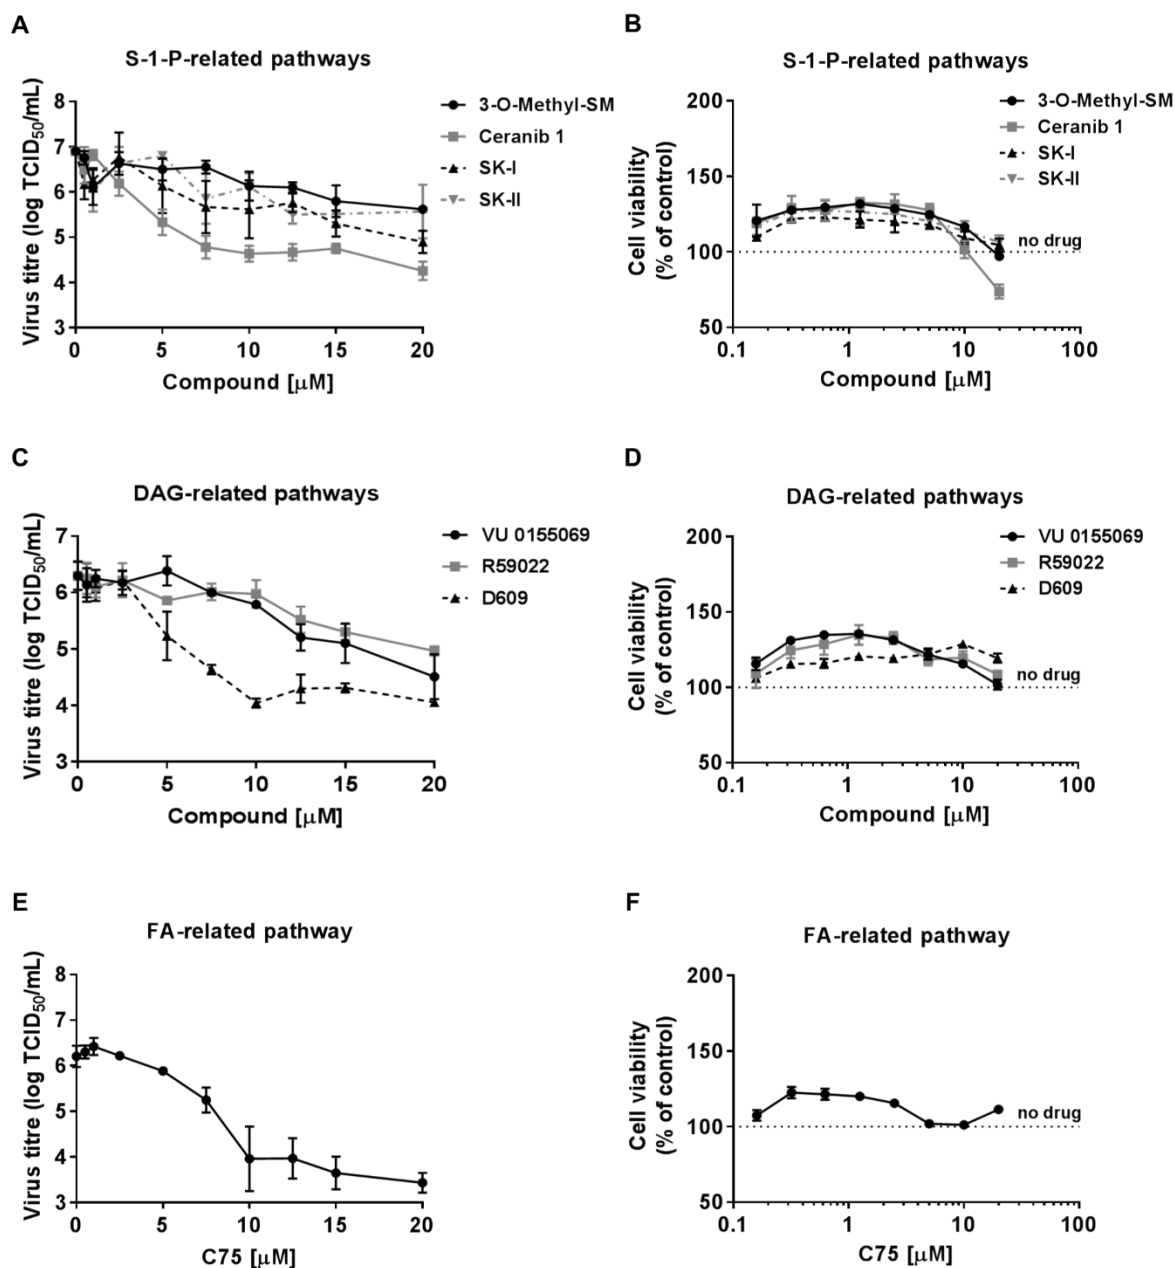 A
S-1-P-related pathways
Virus titre (log TCID₅₀/mL)
8
7
6
5
4
3
0
5
10
15
20
Compound [μM]
3-O-Methyl-SM
Ceranib 1
SK-I
SK-II
B
S-1-P-related pathways
Cell viability
(% of control)
200
150
100
50
0.1
1
10
100
Compound [μM]
3-O-Methyl-SM
Ceranib 1
SK-I
SK-II
no drug
C
DAG-related pathways
Virus titre (log TCID₅₀/mL)
7
6
5
4
3
0
5
10
15
20
Compound [μM]
VU 0155069
R59022
D609
D
DAG-related pathways
Cell viability
(% of control)
200
150
100
50
0.1
1
10
100
Compound [μM]
VU 0155069
R59022
D609
no drug
E
FA-related pathway
Virus titre (log TCID₅₀/mL)
8
7
6
5
4
3
0
5
10
15
20
C75 [μM]
F
FA-related pathway
Cell viability
(% of control)
200
150
100
50
0.1
1
10
100
C75 [μM]
no drug